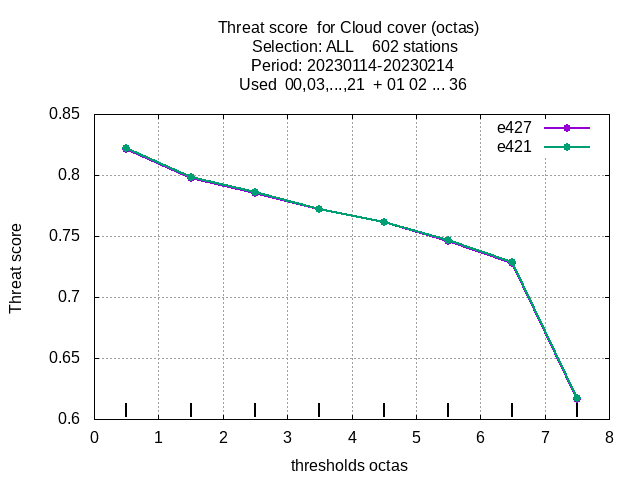 Threat score  for Cloud cover (octas)
Selection: ALL    602 stations
Period: 20230114-20230214
Used  00,03,...,21  + 01 02 ... 36
e427
e421
0.85
0.8
0.75
0.7
0.65
0.6
Threat score
0 1 2 3 4 5 6 7 8
thresholds octas